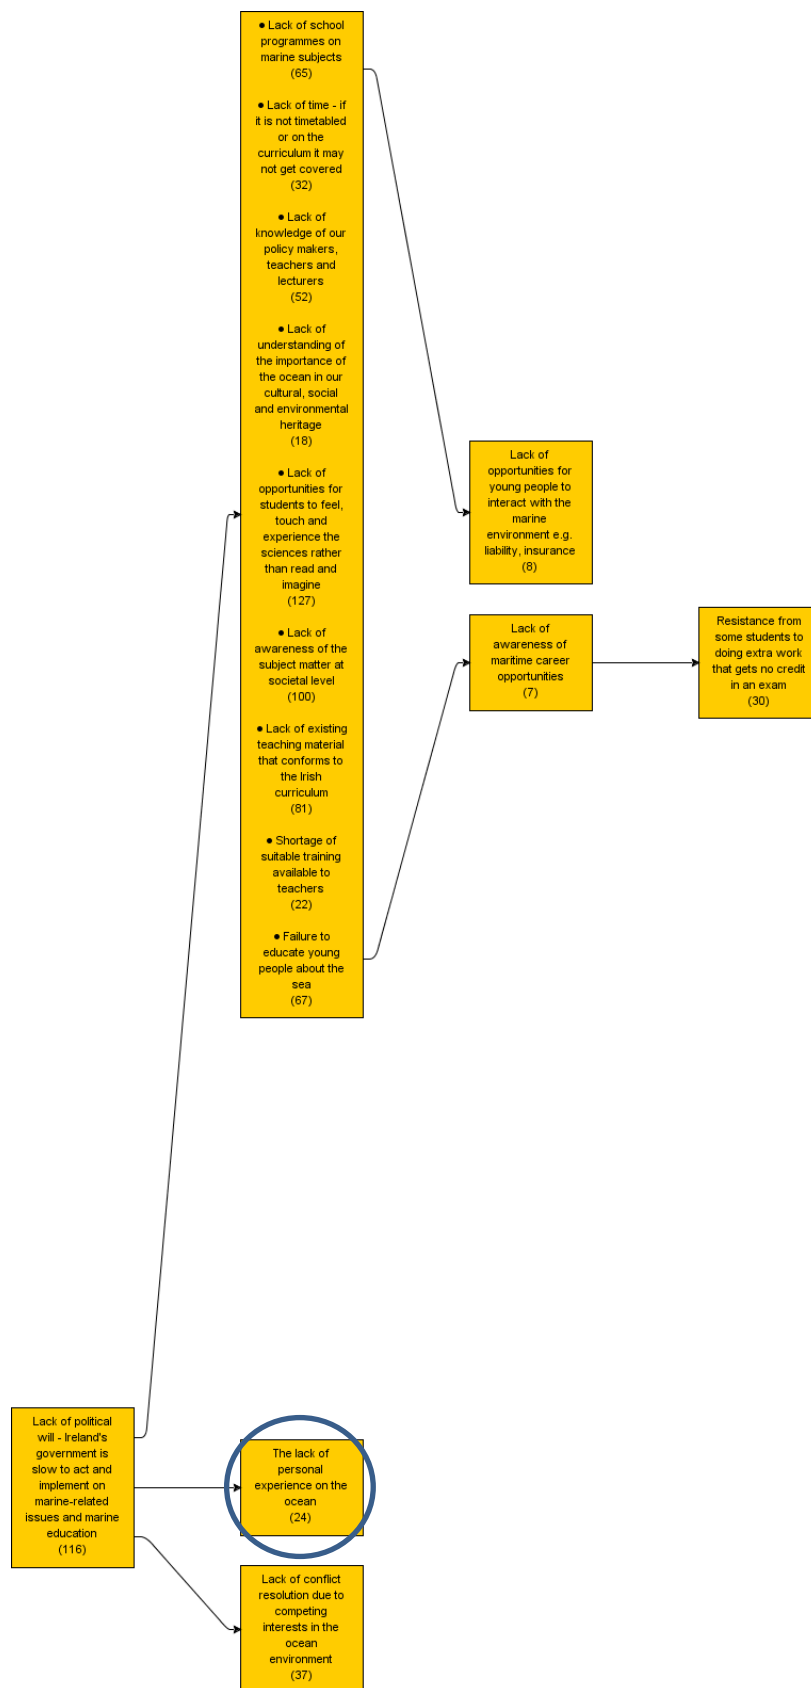 ● Lack of school
programmes on
marine subjects
(65)
● Lack of time - if
it is not timetabled
or on the
curriculum it may
not get covered
(32)
● Lack of
knowledge of our
policy makers,
teachers and
lecturers
(52)
● Lack of
understanding of
the importance of
the ocean in our
cultural, social
and environmental
heritage
(18)
● Lack of
opportunities for
students to feel,
touch and
experience the
sciences rather
than read and
imagine
(127)
● Lack of
awareness of the
subject matter at
societal level
(100)
● Lack of existing
teaching material
that conforms to
the Irish
curriculum
(81)
● Shortage of
suitable training
available to
teachers
(22)
● Failure to
educate young
people about the
sea
(67)
Lack of
opportunities for
young people to
interact with the
marine
environment e.g.
liability, insurance
(8)
Lack of
awareness of
maritime career
opportunities
(7)
Resistance from
some students to
doing extra work
that gets no credit
in an exam
(30)
Lack of political
will - Ireland's
government is
slow to act and
implement on
marine-related
issues and marine
education
(116)
The lack of
personal
experience on the
ocean
(24)
Lack of conflict
resolution due to
competing
interests in the
ocean
environment
(37)